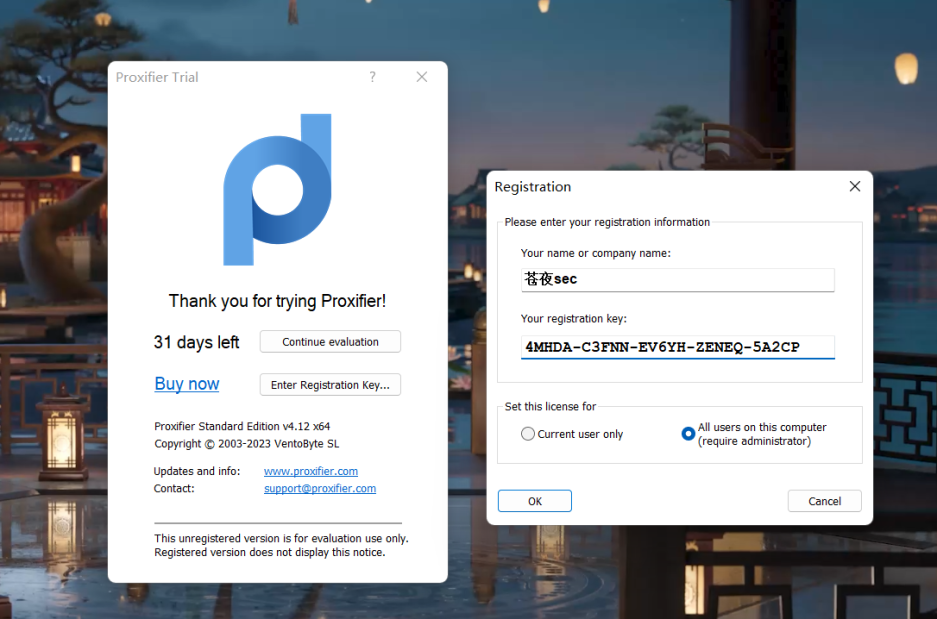 Proxifier Trial
Thank you for trying Proxifier!
31 days left
Continue evaluation
Buy now
Enter Registration Key...
Proxifier Standard Edition v4.12 x64
Copyright © 2003-2023 VentoByte SL
Updates and info: www.proxifier.com
Contact: support@proxifier.com
This unregistered version is for evaluation use only.
Registered version does not display this notice.
Registration
Please enter your registration information
Your name or company name:
苍夜sec
Your registration key:
4MHDA-C3FNN-EV6YH-ZENEQ-5A2CP
Set this license for
Current user only
All users on this computer
(require administrator)
OK
Cancel